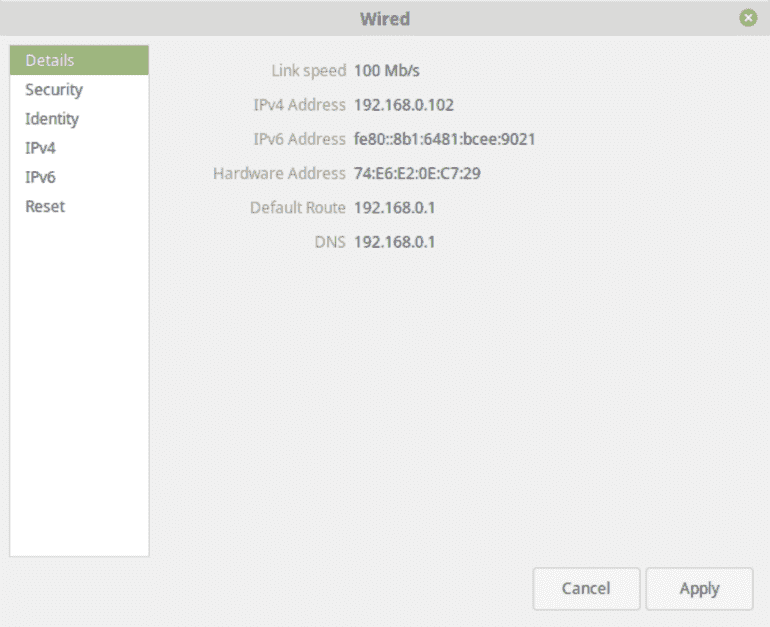 Wired
Details
Security
Identity
IPv4
IPv6
Reset
Link speed 100 Mb/s
IPv4 Address 192.168.0.102
IPv6 Address fe80::8b1:6481:bcee:9021
Hardware Address 74:E6:E2:0E:C7:29
Default Route 192.168.0.1
DNS 192.168.0.1
Cancel Apply